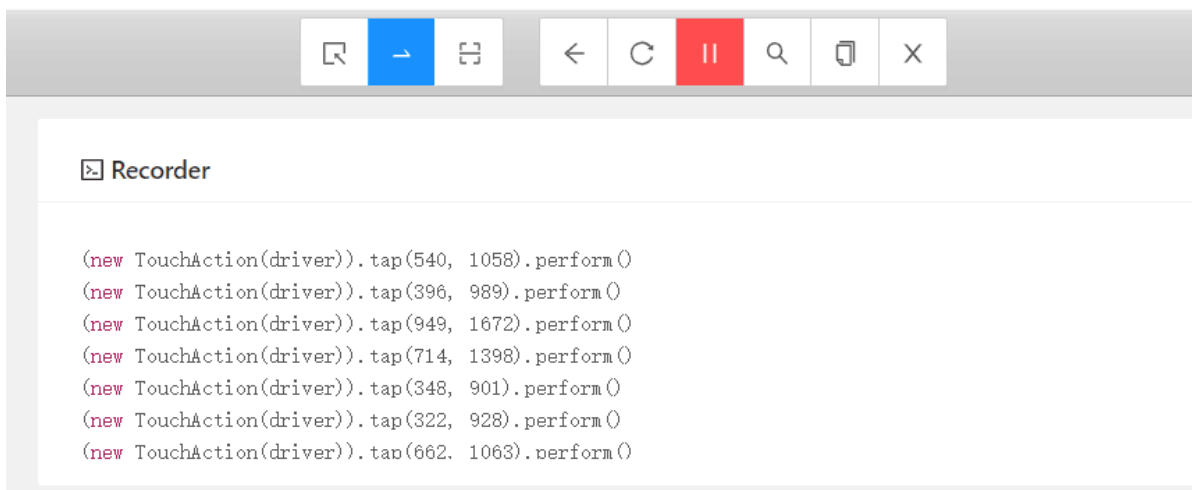 Recorder
(new TouchAction(driver)).tap(540, 1058).perform()
(new TouchAction(driver)).tap(396, 989).perform()
(new TouchAction(driver)).tap(949, 1672).perform()
(new TouchAction(driver)).tap(714, 1398).perform()
(new TouchAction(driver)).tap(348, 901).perform()
(new TouchAction(driver)).tap(322, 928).perform()
(new TouchAction(driver)).tap(662, 1063).perform()